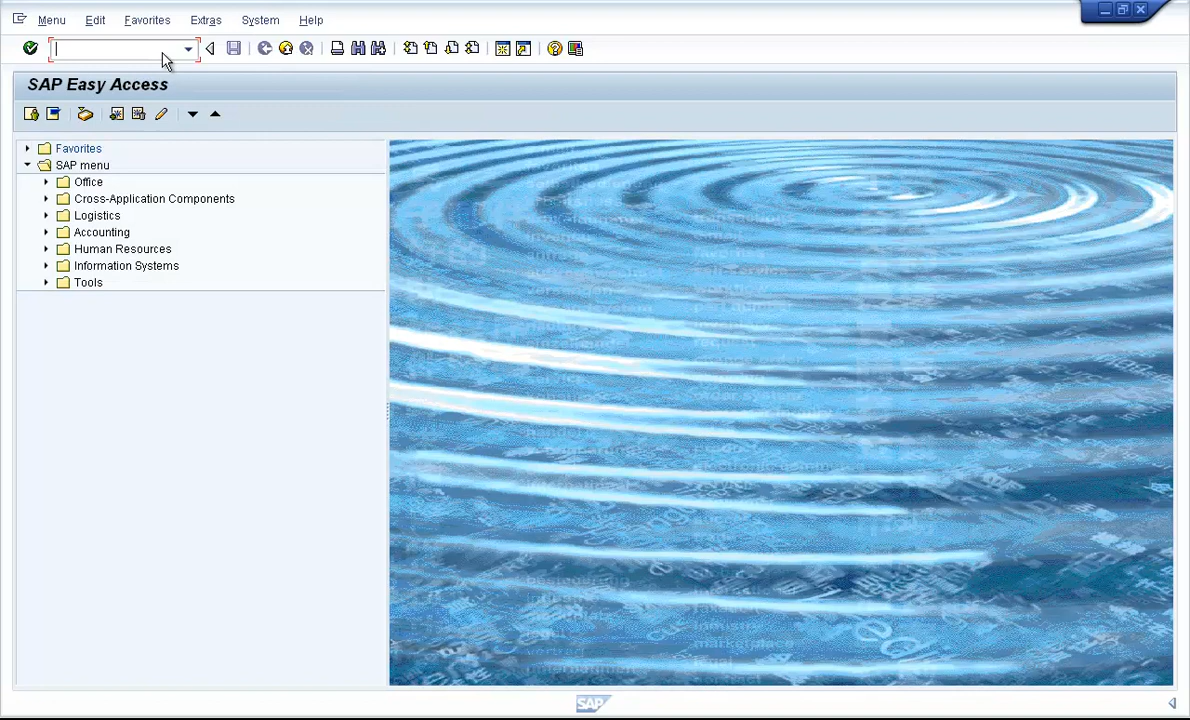 Menu Edit Favorites Extras System Help
SAP Easy Access
Favorites
SAP menu
Office
Cross-Application Components
Logistics
Accounting
Human Resources
Information Systems
Tools
marketplace
SAP